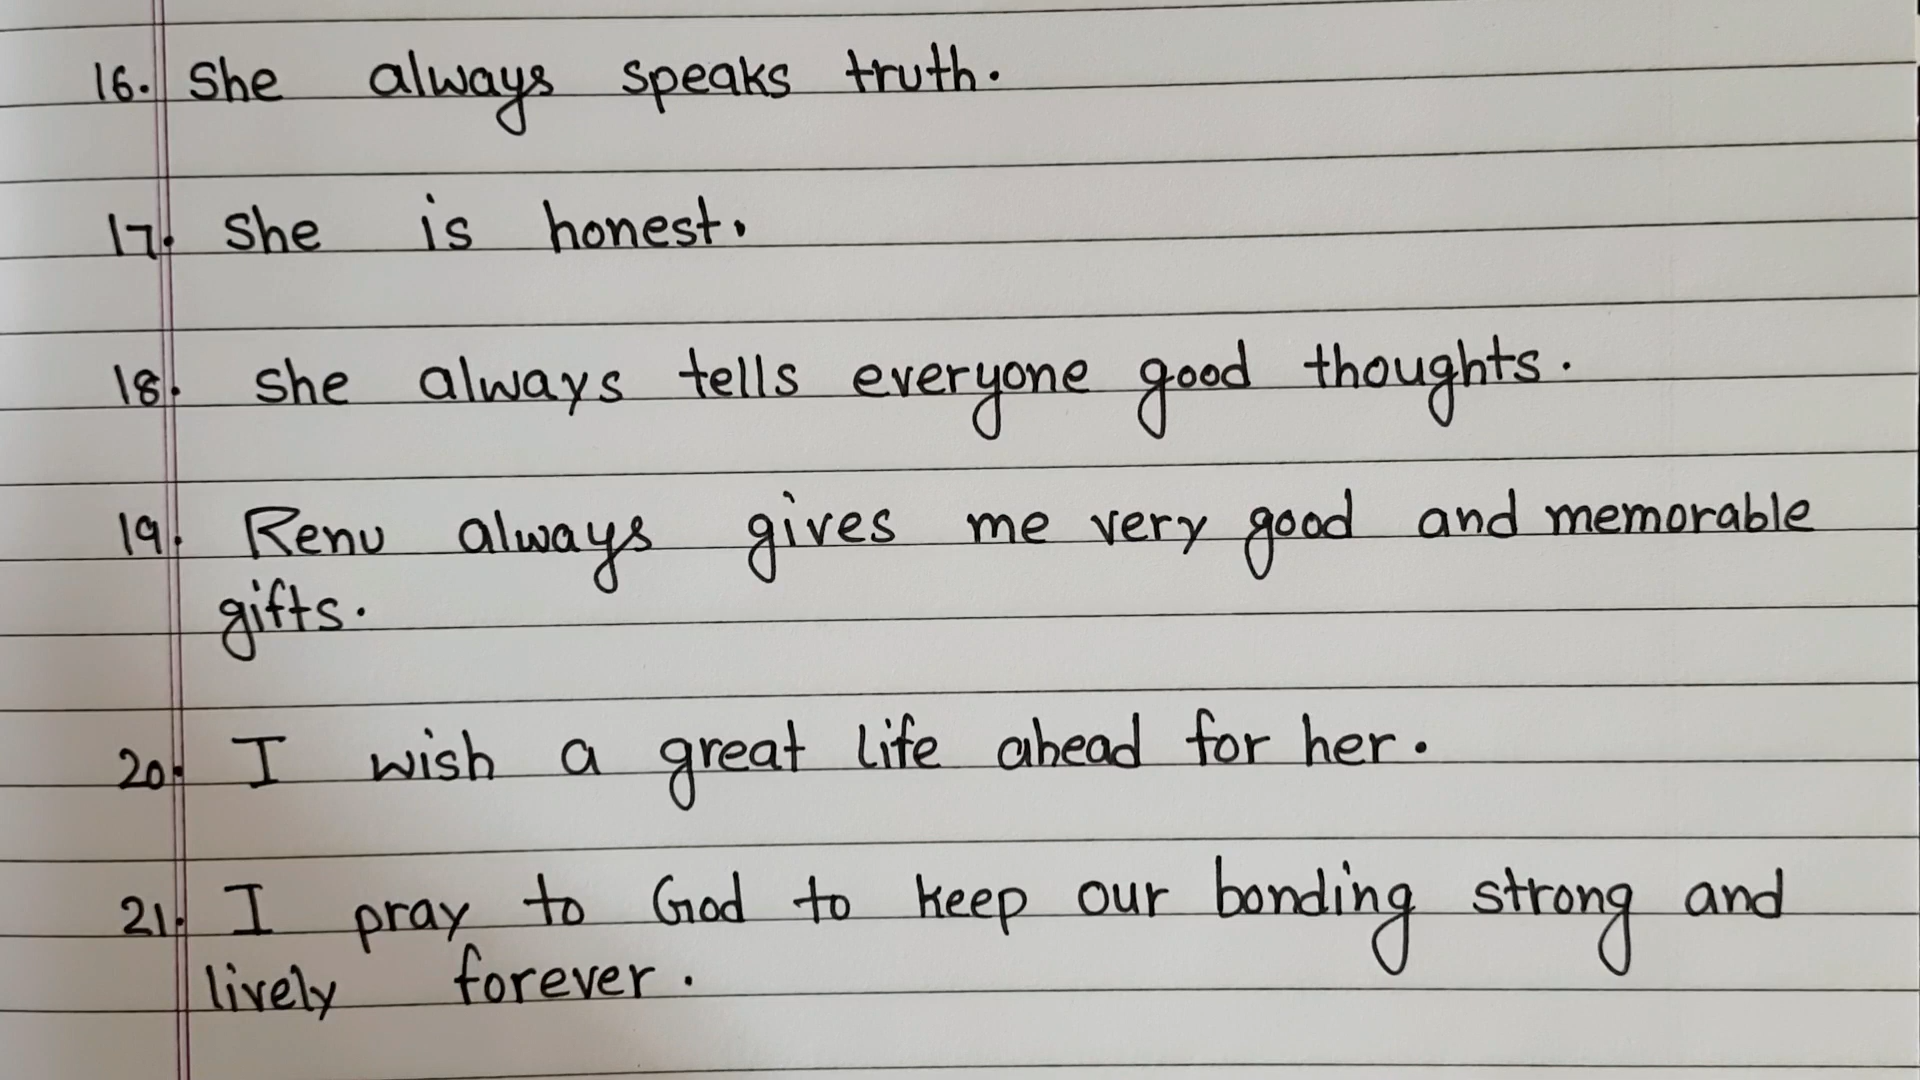 16. She always speaks truth.
17. She is honest.
18. She always tells everyone good thoughts.
19. Renu always gives me very good and memorable
gifts.
20. I wish a great life ahead for her.
21. I pray to God to keep our bonding strong and
lively forever.